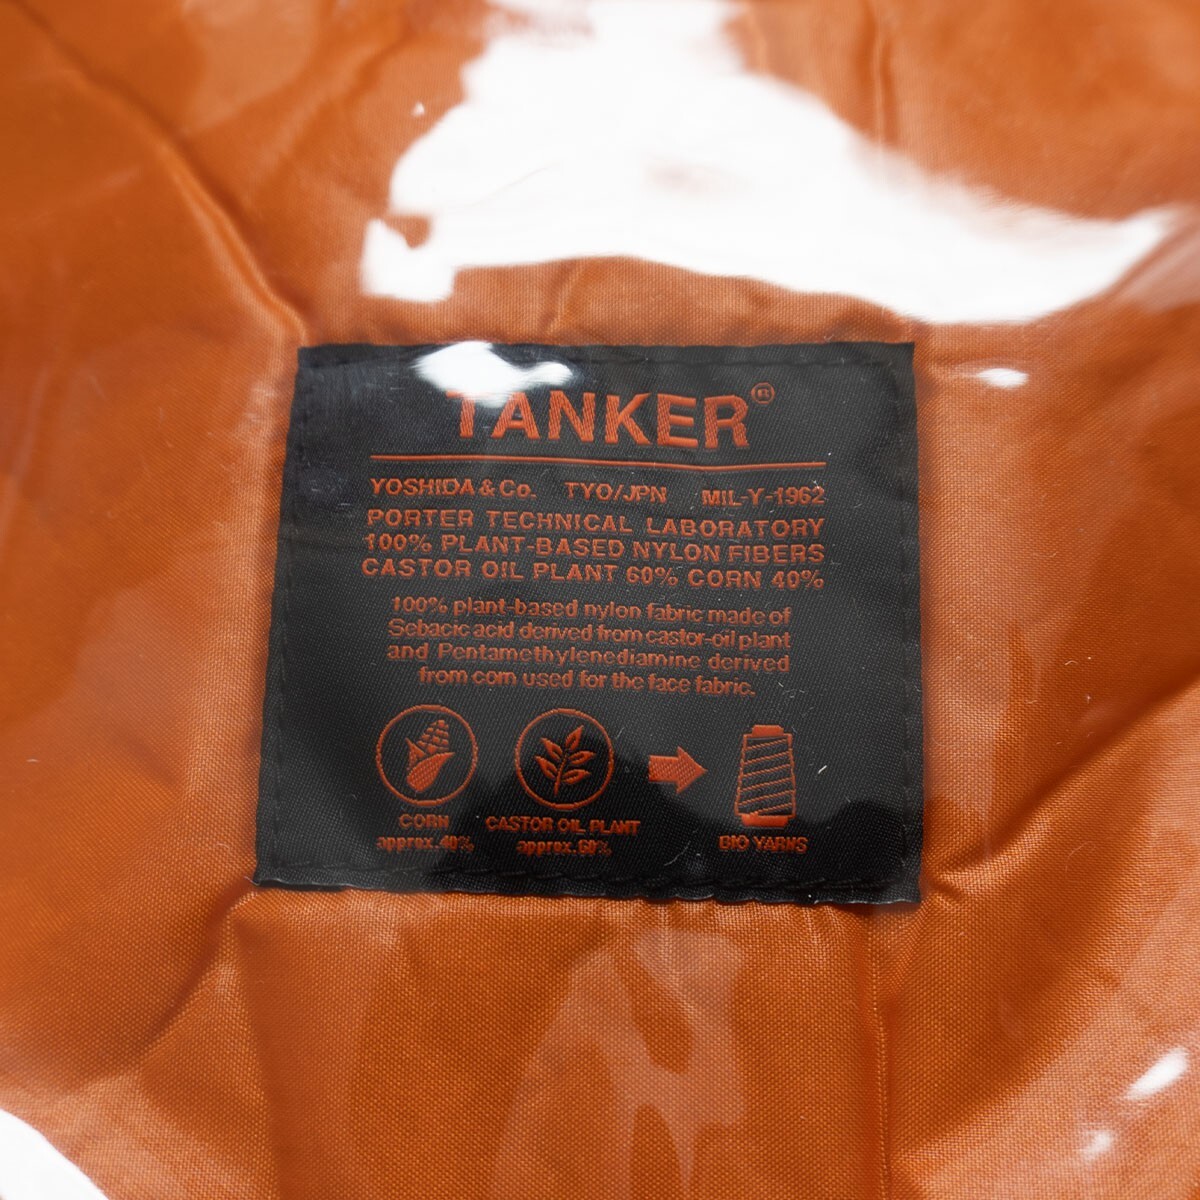 TANKER®
YOSHIDA & Co. TYO/JPN MIL-Y-1962
PORTER TECHNICAL LABORATORY
100% PLANT-BASED NYLON FIBERS
CASTOR OIL PLANT 60% CORN 40%
100% plant-based nylon fabric made of
Sebacic acid derived from castor-oil plant
and Pentamethylenediamine derived
from corn used for the face fabric.
CORN
approx.40%
CASTOR OIL PLANT
approx.60%
BIO YARNS